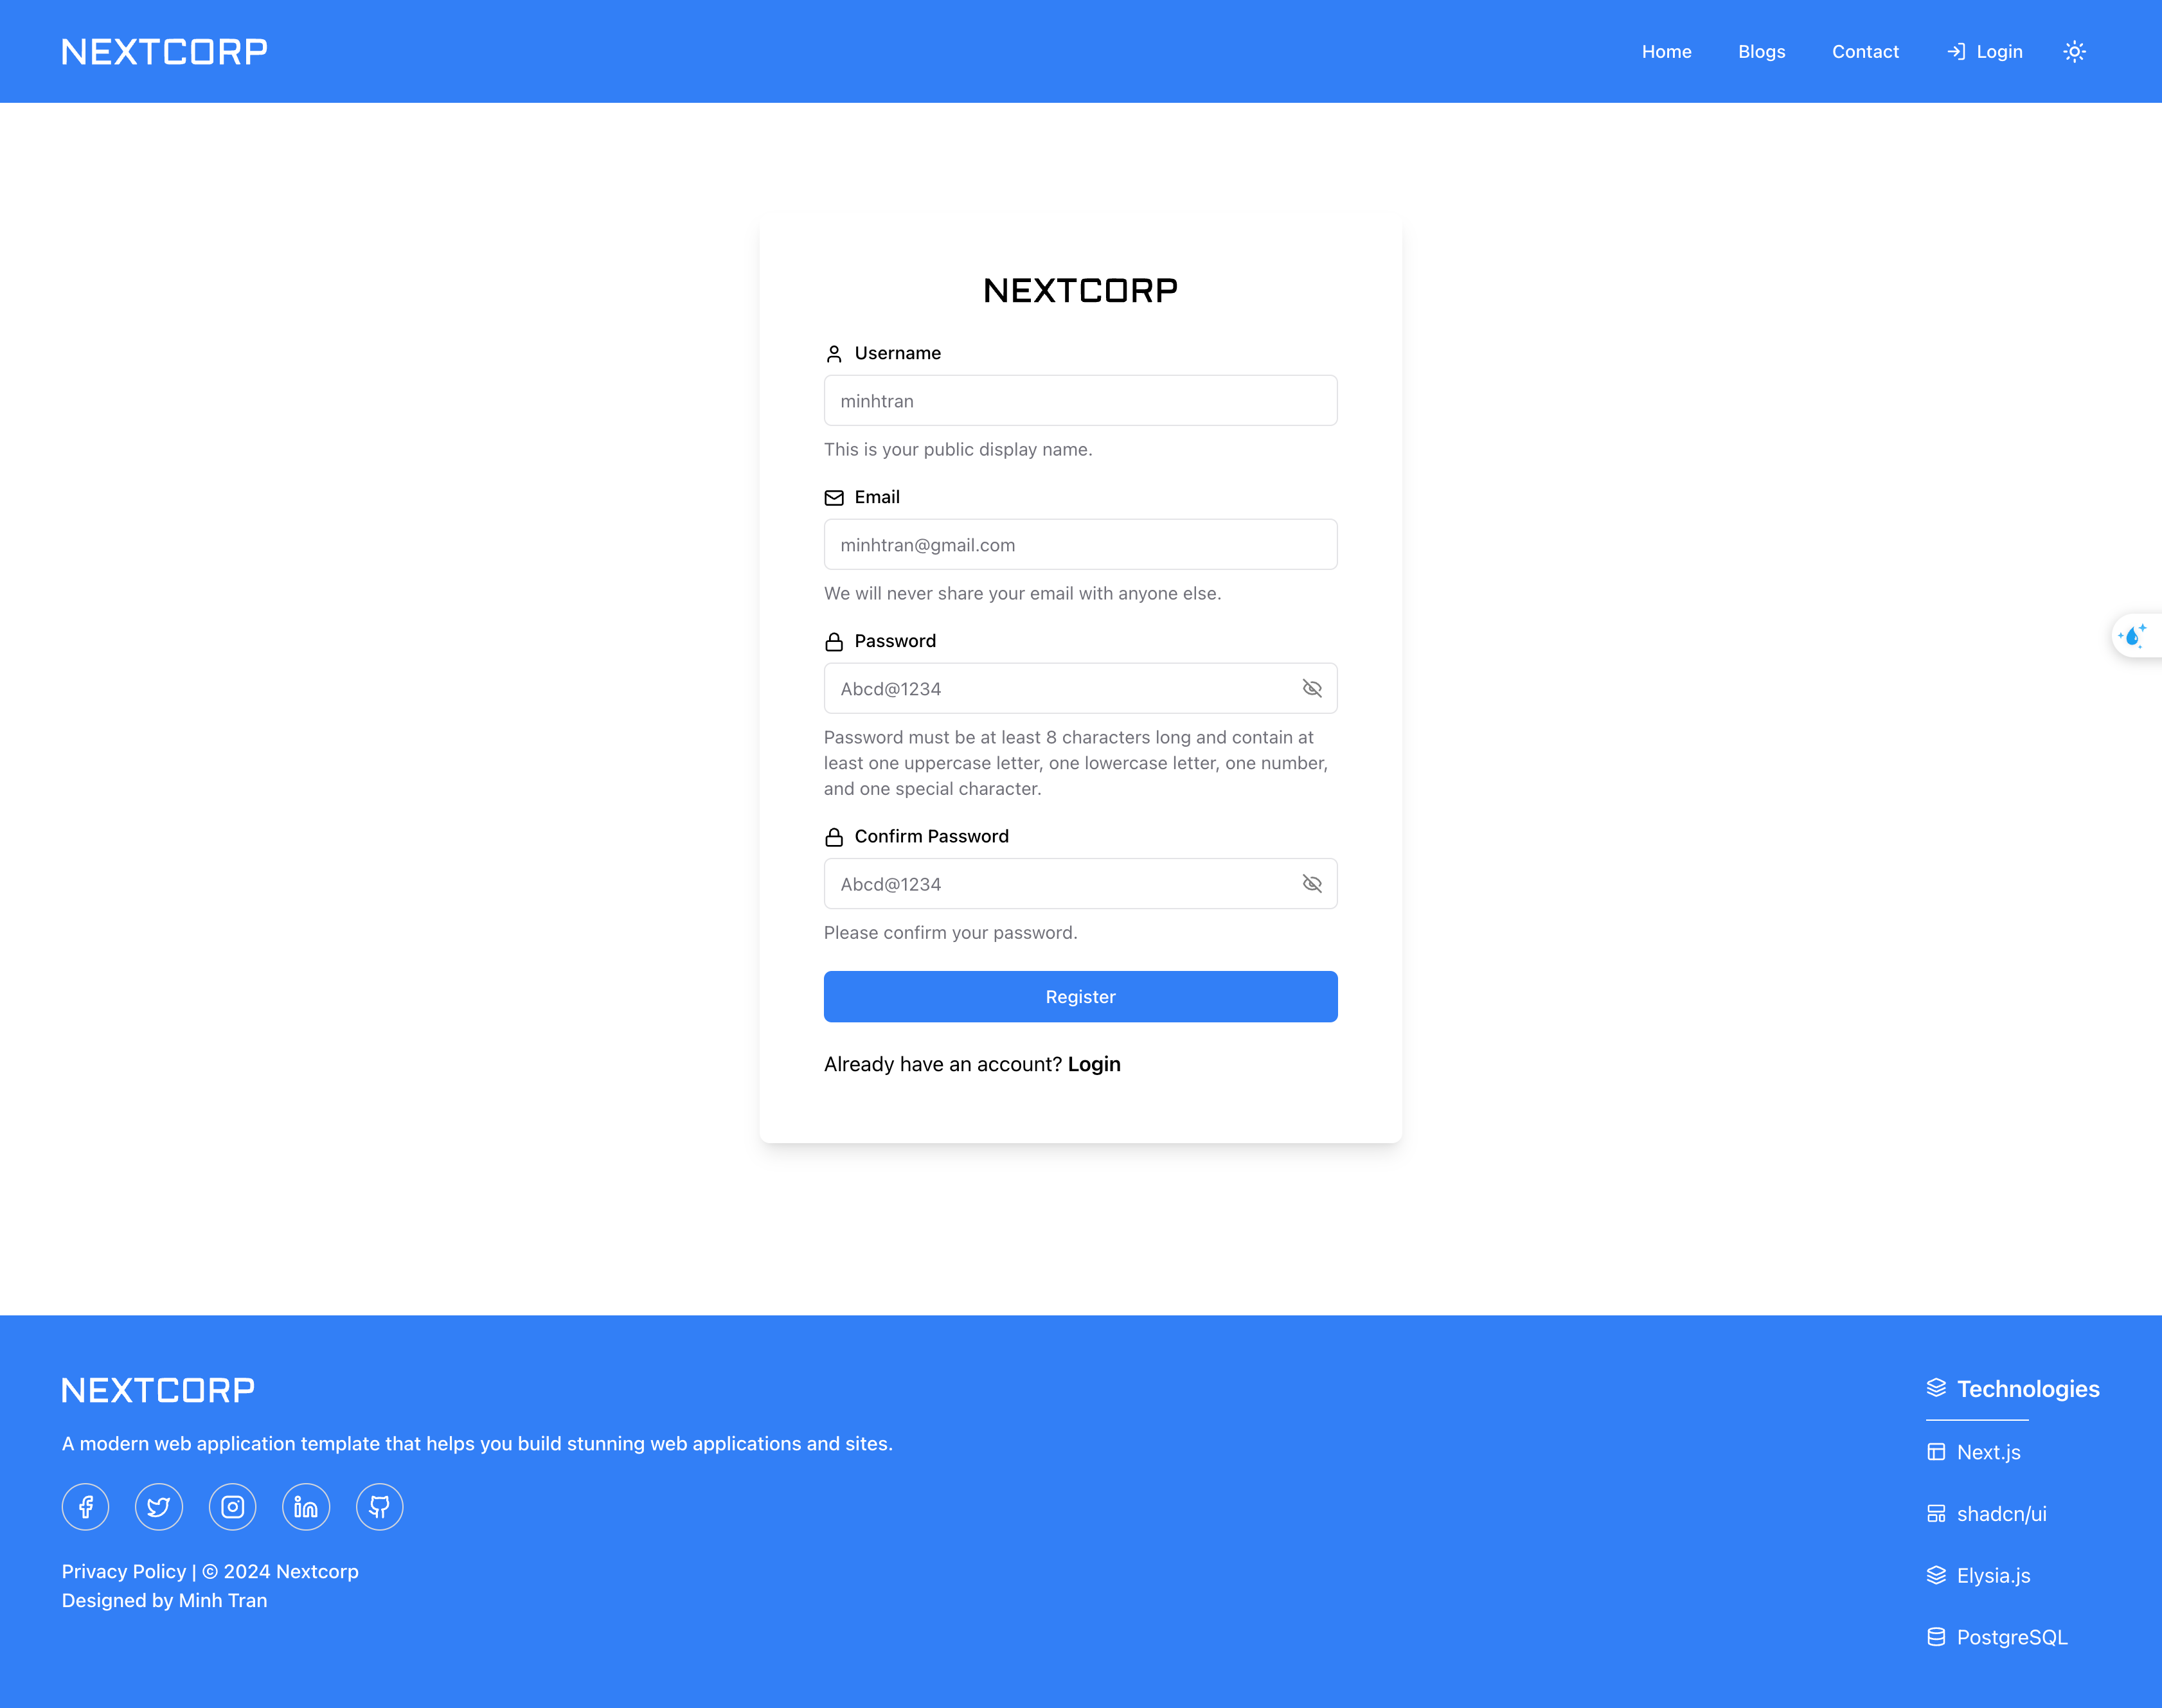 NEXTCORP
Home Blogs Contact Login
NEXTCORP
Username
minhtran
This is your public display name.
Email
minhtran@gmail.com
We will never share your email with anyone else.
Password
Abcd@1234
Password must be at least 8 characters long and contain at
least one uppercase letter, one lowercase letter, one number,
and one special character.
Confirm Password
Abcd@1234
Please confirm your password.
Register
Already have an account? Login
NEXTCORP
A modern web application template that helps you build stunning web applications and sites.
Privacy Policy | © 2024 Nextcorp
Designed by Minh Tran
Technologies
Next.js
shadcn/ui
Elysia.js
PostgreSQL